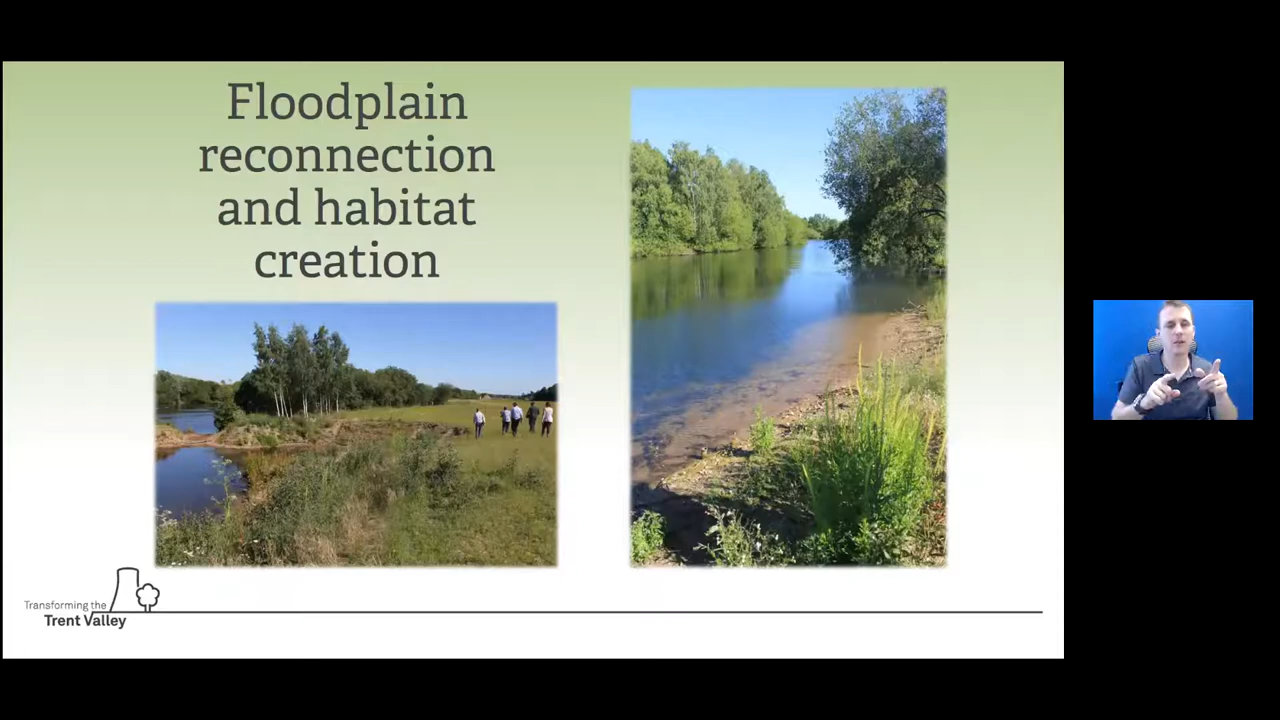 Floodplain
reconnection
and habitat
creation
Transforming the
Trent Valley